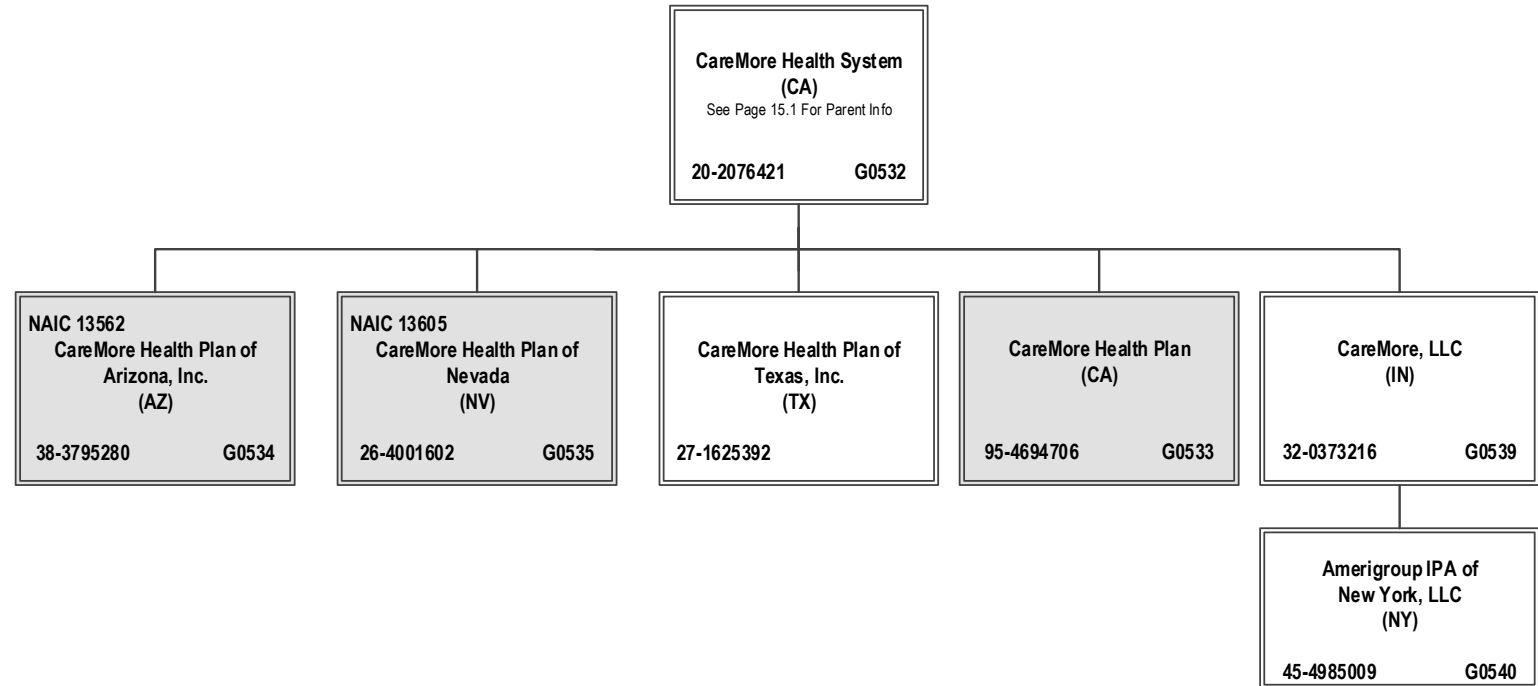 CareMore Health System
(CA)
See Page 15.1 For Parent Info
20-2076421 G0532
NAIC 13562
CareMore Health Plan of
Arizona, Inc.
(AZ)
38-3795280 G0534
NAIC 13605
CareMore Health Plan of
Nevada
(NV)
26-4001602 G0535
CareMore Health Plan of
Texas, Inc.
(TX)
27-1625392
CareMore Health Plan
(CA)
95-4694706 G0533
CareMore, LLC
(IN)
32-0373216 G0539
Amerigroup IPA of
New York, LLC
(NY)
45-4985009 G0540